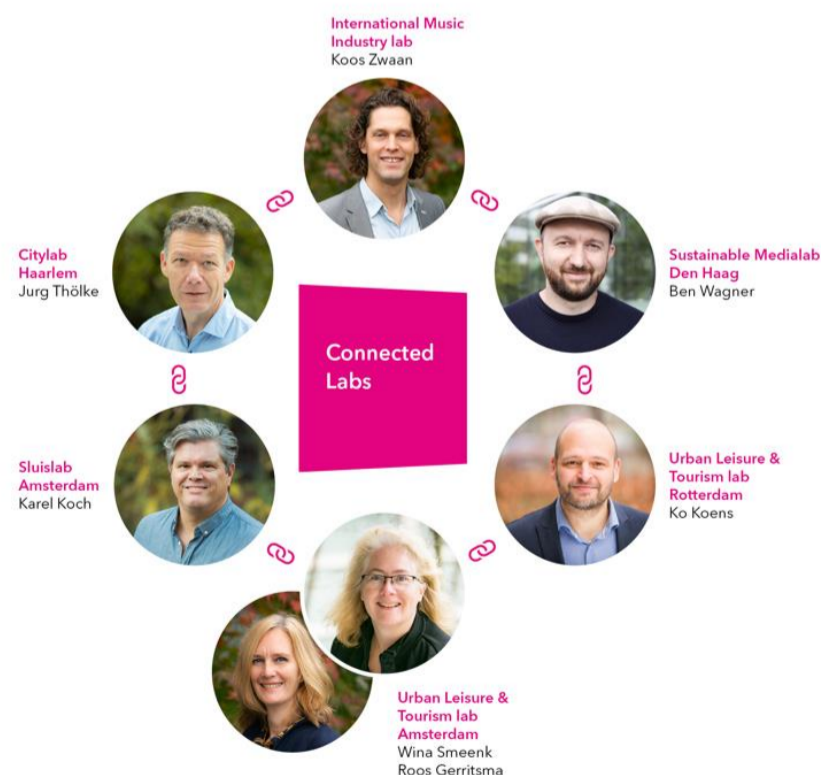 International Music
Industry lab
Koos Zwaan
Citylab
Haarlem
Jurg Thölke
Sustainable Medialab
Den Haag
Ben Wagner
Connected
Labs
Sluislab
Amsterdam
Karel Koch
Urban Leisure &
Tourism lab
Rotterdam
Ko Koens
Urban Leisure &
Tourism lab
Amsterdam
Wina Smeenk
Roos Gerritsma